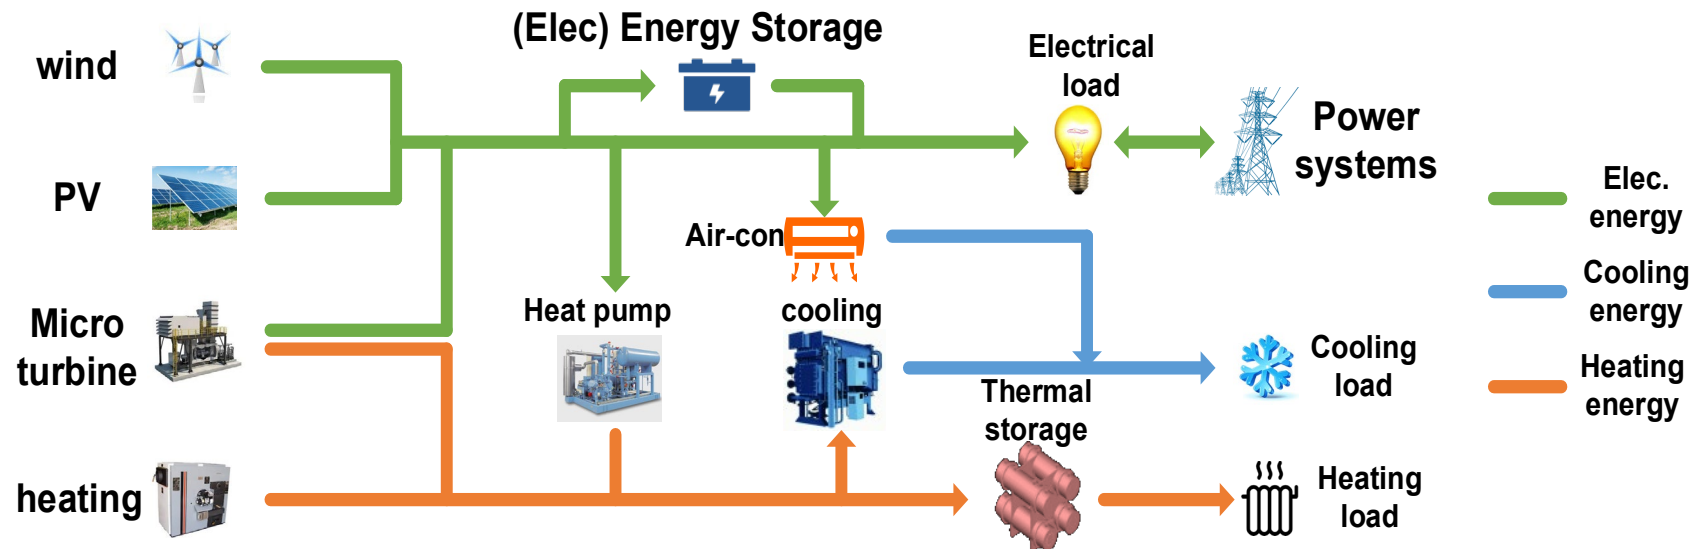 (Elec) Energy Storage
wind
Electrical
load
Power
systems
PV
Air-con
Elec.
energy
Cooling
energy
Heating
energy
Micro
turbine
Heat pump
cooling
Cooling
load
Thermal
storage
heating
Heating
load